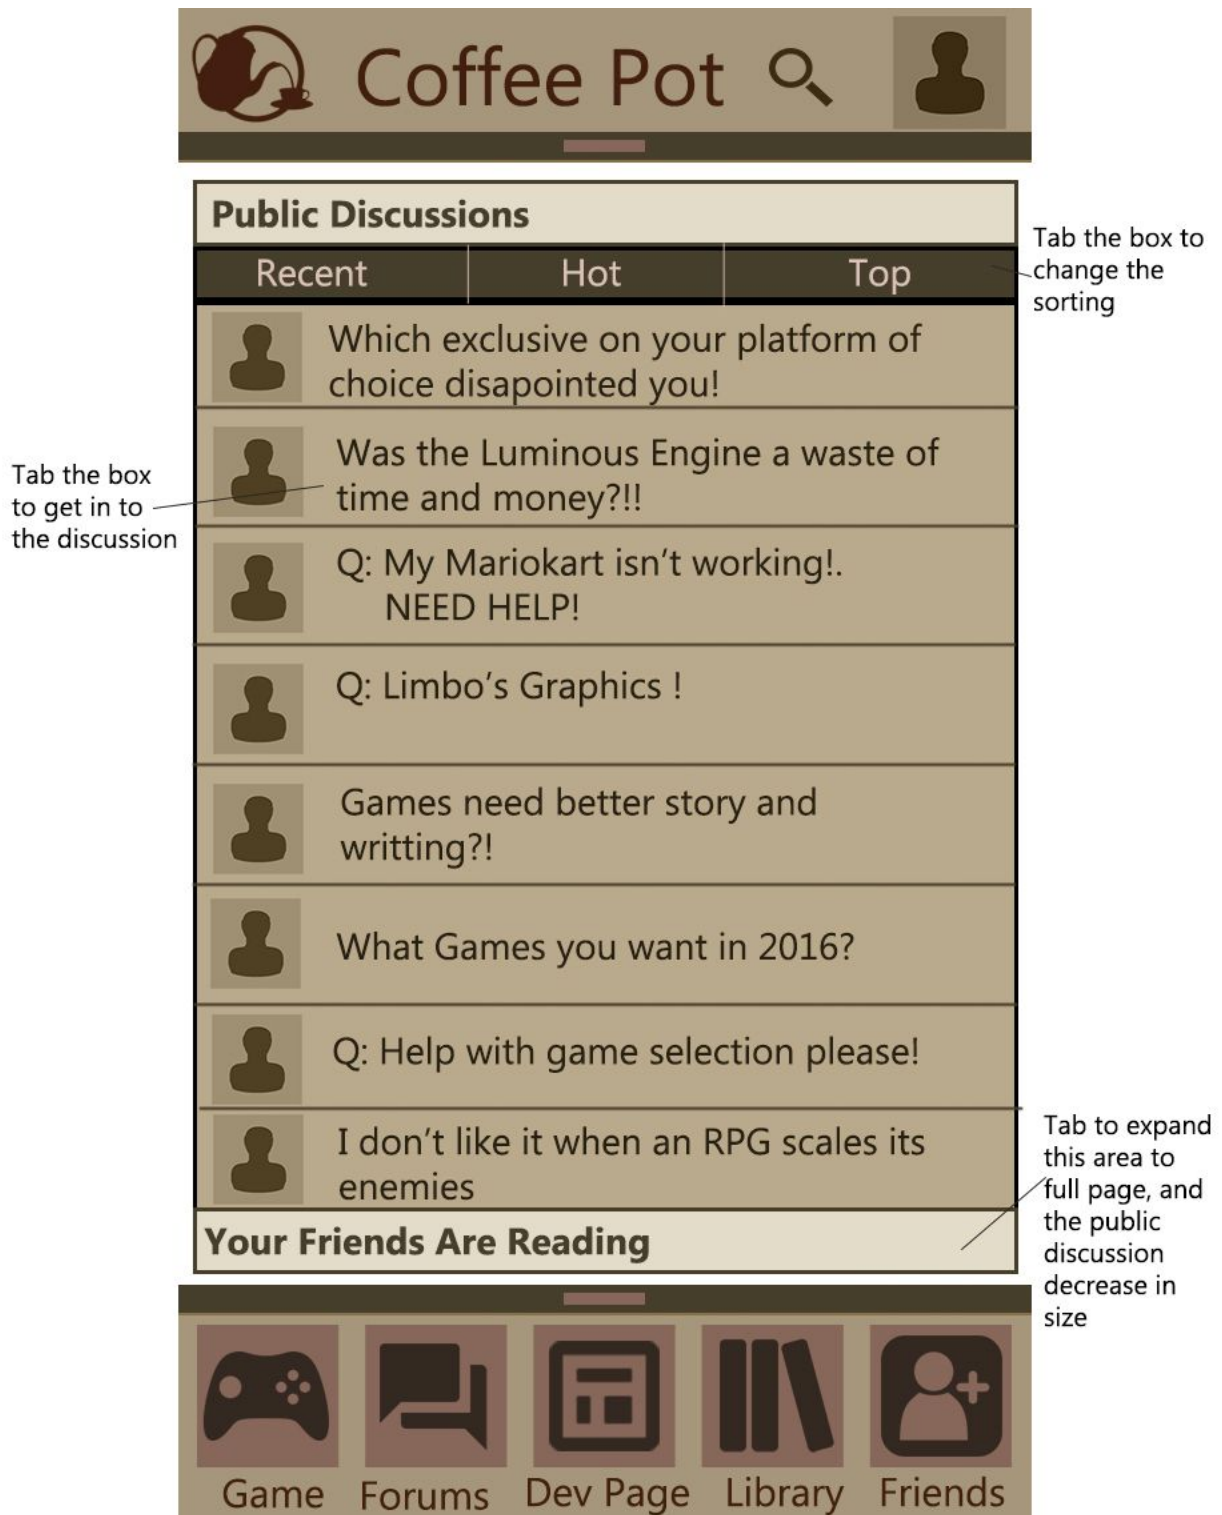 Coffee Pot
Public Discussions
Recent Hot Top
Tab the box to
change the
sorting
Which exclusive on your platform of
choice disapointed you!
Was the Luminous Engine a waste of
time and money?!!
Tab the box
to get in to
the discussion
Q: My Mariokart isn't working!.
NEED HELP!
Q: Limbo's Graphics !
Games need better story and
writting?!
What Games you want in 2016?
Q: Help with game selection please!
I don't like it when an RPG scales its
enemies
Your Friends Are Reading
Tab to expand
this area to
full page, and
the public
discussion
decrease in
size
Game Forums Dev Page Library Friends